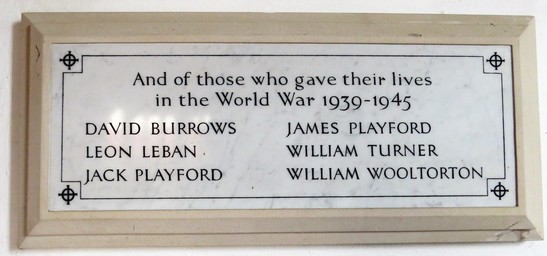 And of those who gave their lives
in the World War 1939-1945
DAVID BURROWS
LEON LEBAN
JACK PLAYFORD
JAMES PLAYFORD
WILLIAM TURNER
WILLIAM WOOLTORTON